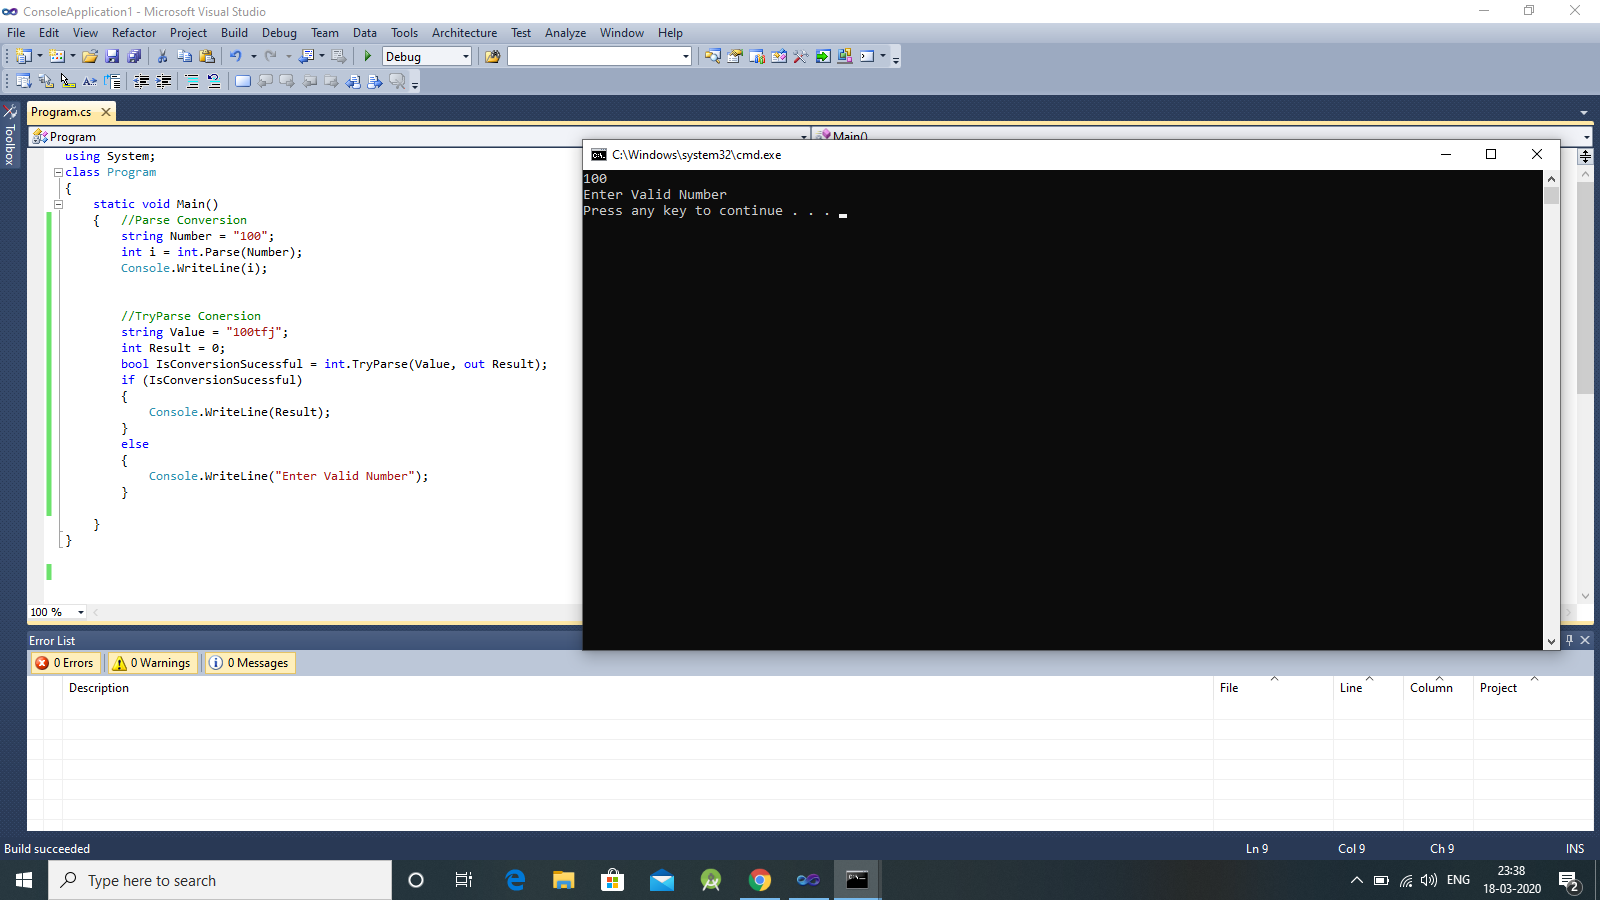 ConsoleApplication1 - Microsoft Visual Studio
File Edit View Refactor Project Build Debug Team Data Tools Architecture Test Analyze Window Help
Debug
Toolbox
Program.cs
Program
Main()
using System;
class Program
{
static void Main()
{ //Parse Conversion
string Number = "100";
int i = int.Parse(Number);
Console.WriteLine(i);
//TryParse Conersion
string Value = "100tfj";
int Result = 0;
bool IsConversionSucessful = int.TryParse(Value, out Result);
if (IsConversionSucessful)
{
Console.WriteLine(Result);
}
else
{
Console.WriteLine("Enter Valid Number");
}
}
}
100 %
C:\Windows\system32\cmd.exe
100
Enter Valid Number
Press any key to continue . . .
Error List
0 Errors 0 Warnings 0 Messages
Description File Line Column Project
Build succeeded Ln 9 Col 9 Ch 9 INS
Type here to search
ENG
23:38
18-03-2020
2